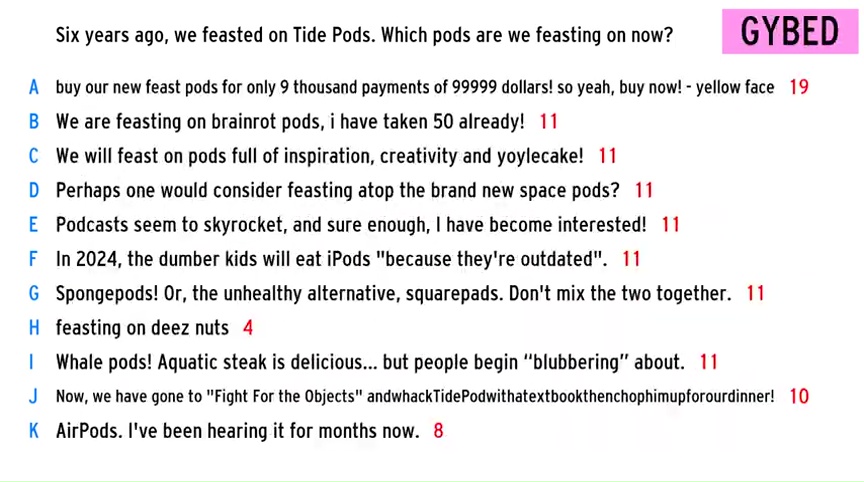 Six years ago, we feasted on Tide Pods. Which pods are we feasting on now?
GYBED
A buy our new feast pods for only 9 thousand payments of 99999 dollars! so yeah, buy now! - yellow face 19
B We are feasting on brainrot pods, i have taken 50 already! 11
C We will feast on pods full of inspiration, creativity and yoylecake! 11
D Perhaps one would consider feasting atop the brand new space pods? 11
E Podcasts seem to skyrocket, and sure enough, I have become interested! 11
F In 2024, the dumber kids will eat iPods "because they're outdated". 11
G Spongepods! Or, the unhealthy alternative, squarepads. Don't mix the two together. 11
H feasting on deez nuts 4
I Whale pods! Aquatic steak is delicious... but people begin “blubbering” about. 11
J Now, we have gone to "Fight For the Objects" andwhackTidePodwithatextbookthenchophimupforourdinner! 10
K AirPods. I've been hearing it for months now. 8